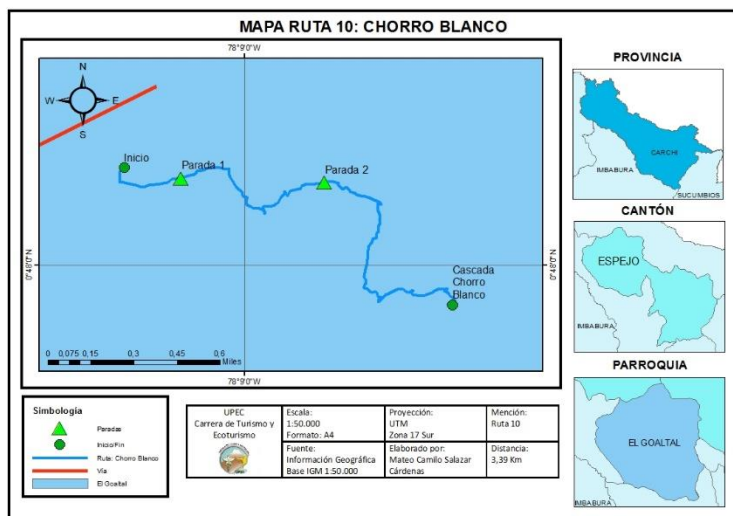 MAPA RUTA 10: CHORRO BLANCO
78°9'0"W
N
W E
S
Inicio
Parada 1
Parada 2
0°48'0"N
0°48'0"N
Cascada
Chorro
Blanco
0 0,075 0,15 0,3 0,45 0,6
Miles
78°9'0"W
PROVINCIA
CARCHI
IMBABURA
SUCUMBIOS
CANTÓN
ESPEJO
IMBABURA
PARROQUIA
EL GOALTAL
IMBABURA
Simbología
Paradas
Inicio/Fin
Ruta: Chorro Blanco
Vía
El Goaltal
UPEC
Carrera de Turismo y
Ecoturismo
Escala:
1:50.000
Formato: A4
Proyección:
UTM
Zona 17 Sur
Mención:
Ruta 10
Fuente:
Información Geográfica
Base IGM 1:50.000
Elaborado por:
Mateo Camilo Salazar
Cárdenas
Distancia:
3,39 Km